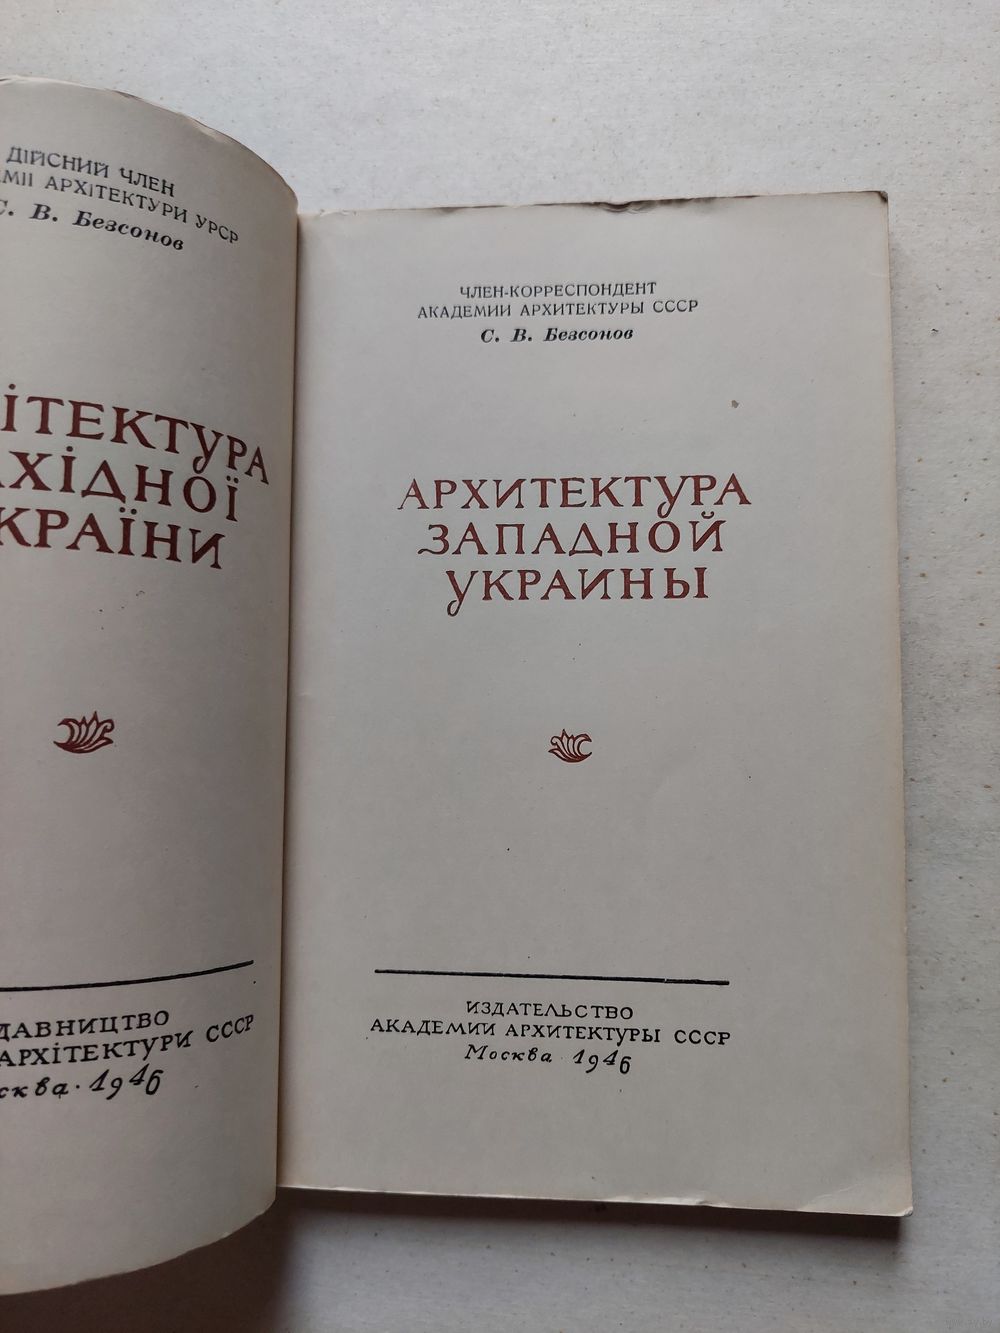 ДІЙСНИЙ ЧЛЕН
АРХІТЕКТУРИ УРСР
С. В. Безсонов
ІТЕКТУРА
АХІДНОЇ
КРАЇНИ
ДАВНИЦТВО
АРХІТЕКТУРИ СССР
сква · 1946
ЧЛЕН-КОРРЕСПОНДЕНТ
АКАДЕМИИ АРХИТЕКТУРЫ СССР
С. В. Безсонов
АРХИТЕКТУРА
ЗАПАДНОЙ
УКРАИНЫ
ИЗДАТЕЛЬСТВО
АКАДЕМИИ АРХИТЕКТУРЫ СССР
Москва · 1946